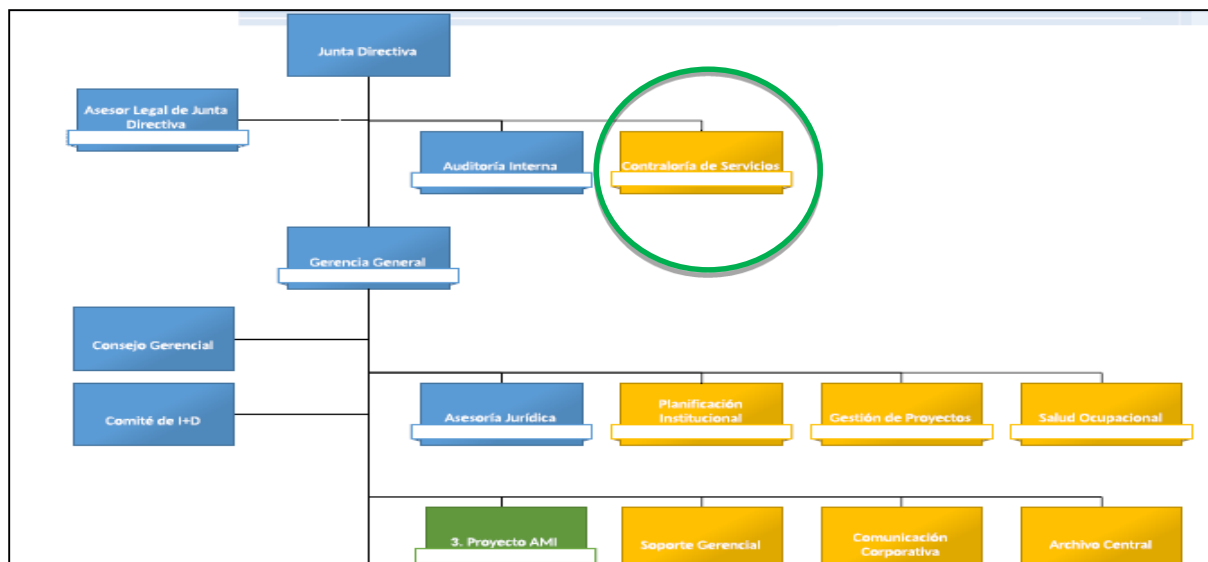 Junta Directiva
Asesor Legal de Junta
Directiva
Auditoría Interna
Contraloría de Servicios
Gerencia General
Consejo Gerencial
Comité de I+D
Asesoría Jurídica
Planificación
Institucional
Gestión de Proyectos
Salud Ocupacional
3. Proyecto AMI
Soporte Gerencial
Comunicación
Corporativa
Archivo Central